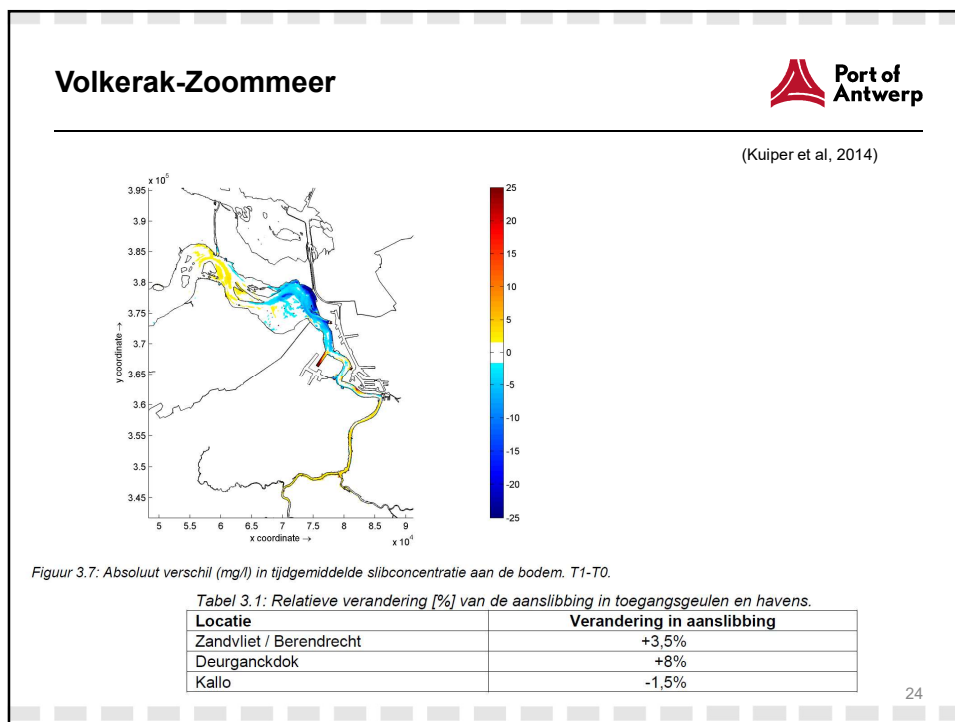 Volkerak-Zoommeer
Port of
Antwerp
(Kuiper et al, 2014)
x 10⁵
3.95
3.9
3.85
3.8
3.75
3.7
3.65
3.6
3.55
3.5
3.45
y coordinate →
5 5.5 6 6.5 7 7.5 8 8.5 9
x coordinate →
x 10⁴
25
20
15
10
5
0
-5
-10
-15
-20
-25
Figuur 3.7: Absoluut verschil (mg/l) in tijdgemiddelde slibconcentratie aan de bodem. T1-T0.
Tabel 3.1: Relatieve verandering [%] van de aanslibbing in toegangsgeulen en havens.
Locatie Verandering in aanslibbing
Zandvliet / Berendrecht +3,5%
Deurganckdok +8%
Kallo -1,5%
24